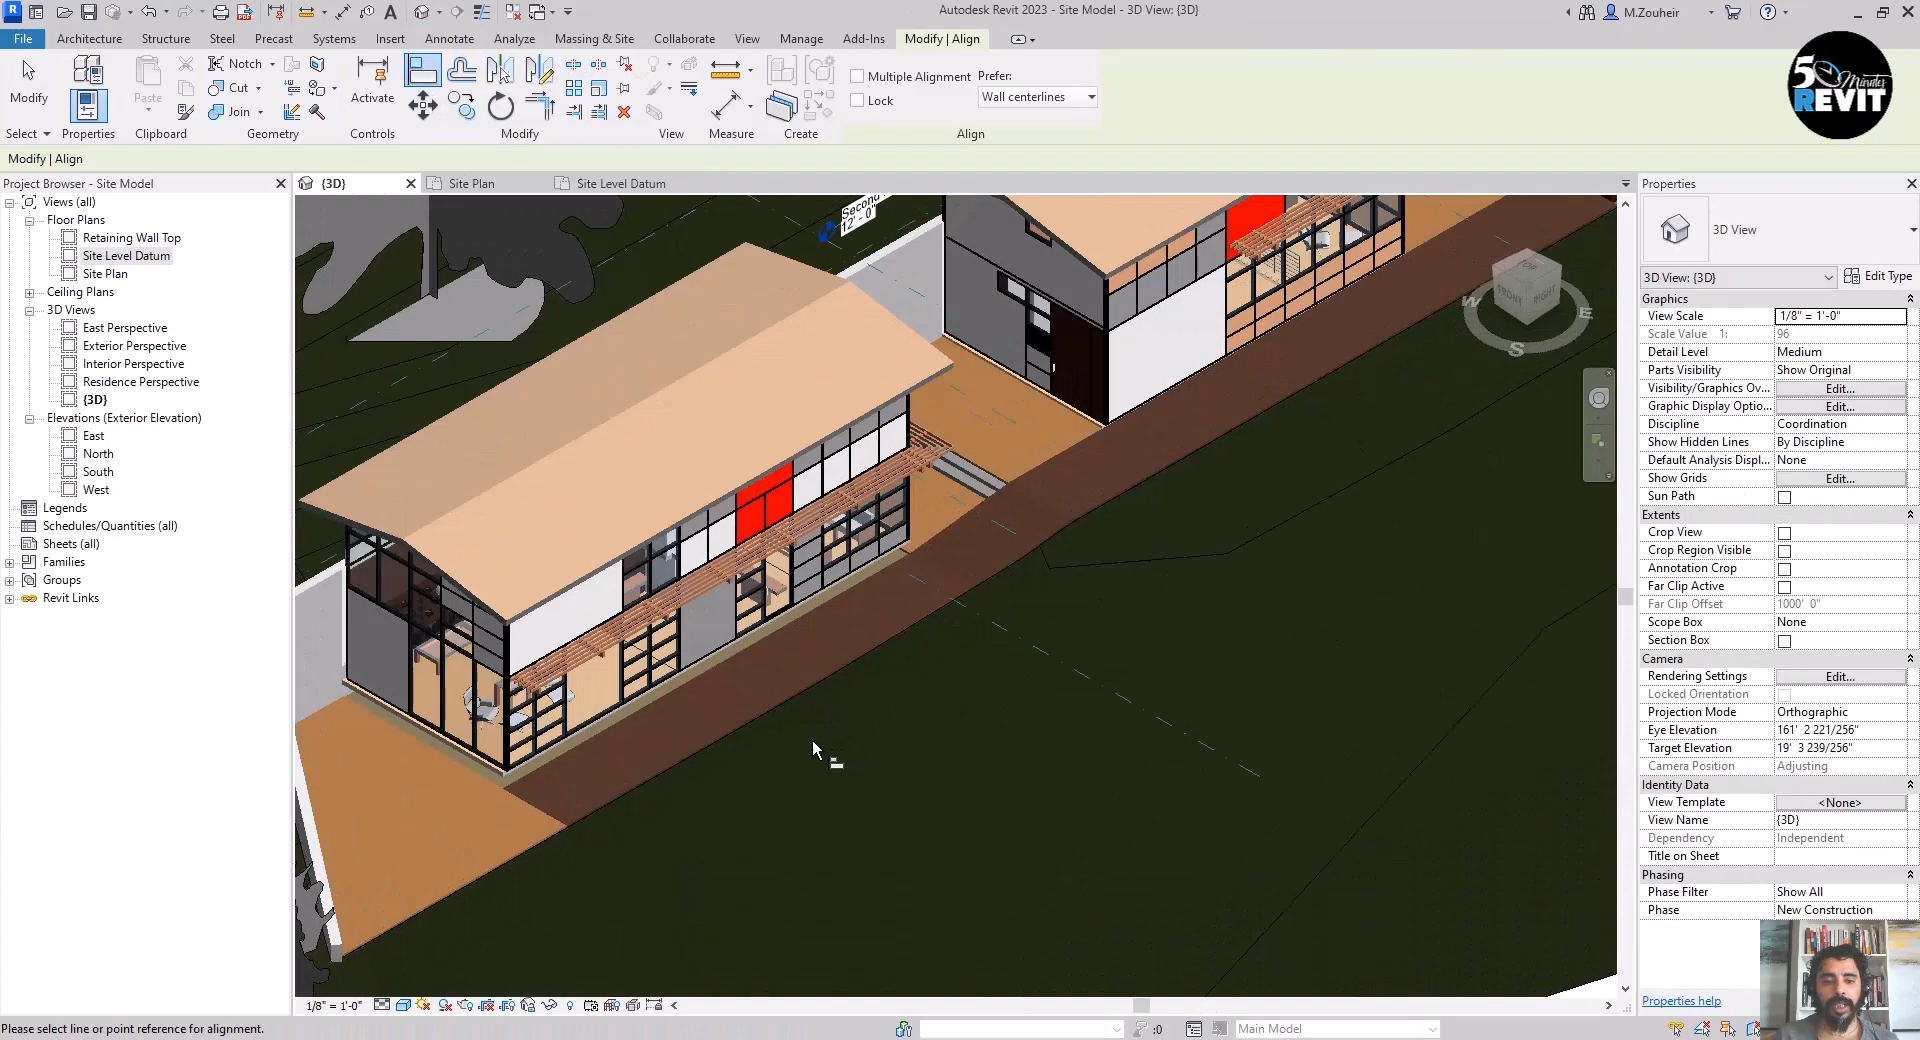 Autodesk Revit 2023 - Site Model - 3D View: {3D}
M.Zouheir
File Architecture Structure Steel Precast Systems Insert Annotate Analyze Massing & Site Collaborate View Manage Add-Ins Modify | Align
Modify
Select
Properties
Paste
Clipboard
Notch
Cut
Join
Geometry
Activate
Controls
Modify
View
Measure
Create
Multiple Alignment
Lock
Prefer:
Wall centerlines
Align
5 Minutes
REVIT
Modify | Align
Project Browser - Site Model
{3D}
Site Plan
Site Level Datum
Views (all)
Floor Plans
Retaining Wall Top
Site Level Datum
Site Plan
Ceiling Plans
3D Views
East Perspective
Exterior Perspective
Interior Perspective
Residence Perspective
{3D}
Elevations (Exterior Elevation)
East
North
South
West
Legends
Schedules/Quantities (all)
Sheets (all)
Families
Groups
Revit Links
Second
12' - 0"
TOP
FRONT
RIGHT
W
S
E
Properties
3D View
3D View: {3D}
Edit Type
Graphics
View Scale 1/8" = 1'-0"
Scale Value 1: 96
Detail Level Medium
Parts Visibility Show Original
Visibility/Graphics Ov... Edit...
Graphic Display Optio... Edit...
Discipline Coordination
Show Hidden Lines By Discipline
Default Analysis Displ... None
Show Grids Edit...
Sun Path
Extents
Crop View
Crop Region Visible
Annotation Crop
Far Clip Active
Far Clip Offset 1000' 0"
Scope Box None
Section Box
Camera
Rendering Settings Edit...
Locked Orientation
Projection Mode Orthographic
Eye Elevation 161' 2 221/256"
Target Elevation 19' 3 239/256"
Camera Position Adjusting
Identity Data
View Template <None>
View Name {3D}
Dependency Independent
Title on Sheet
Phasing
Phase Filter Show All
Phase New Construction
Properties help
1/8" = 1'-0"
Please select line or point reference for alignment.
:0
Main Model